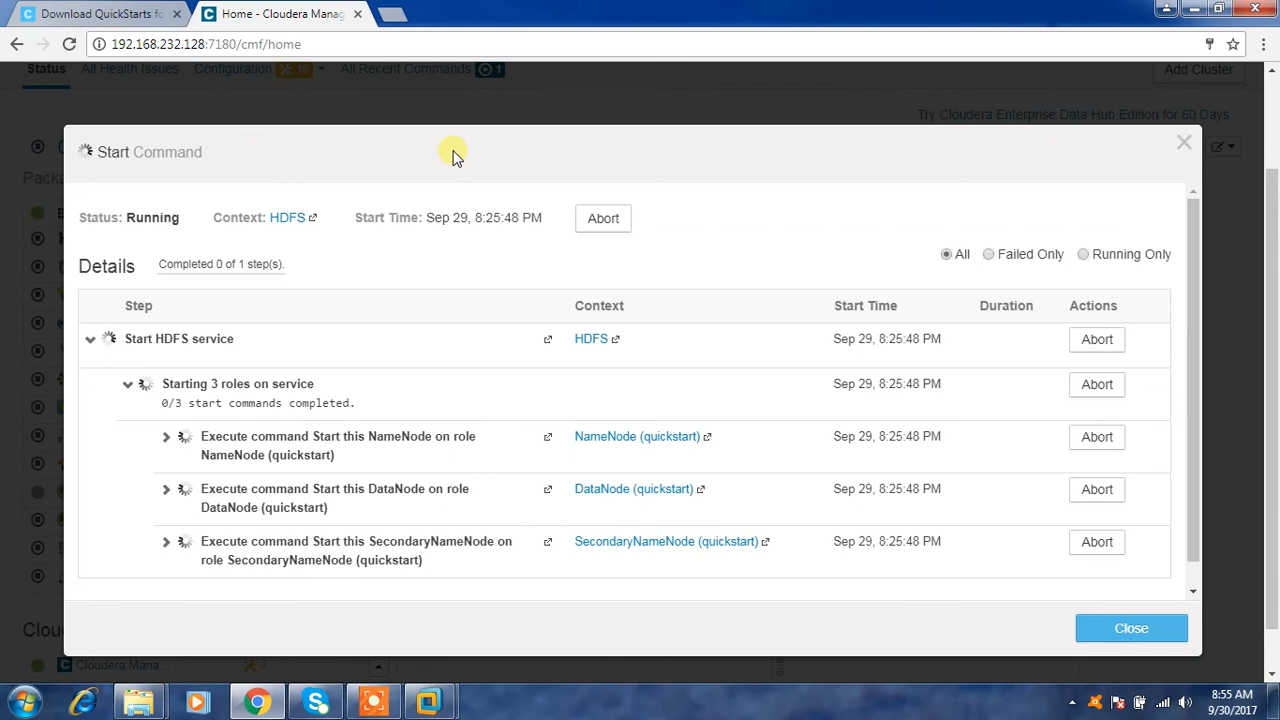 Download QuickStarts for
Home - Cloudera Manag
192.168.232.128:7180/cmf/home
Status All Health Issues Configuration 16 All Recent Commands 1 Add Cluster
Try Cloudera Enterprise Data Hub Edition for 60 Days
Start Command
Status: Running Context: HDFS Start Time: Sep 29, 8:25:48 PM Abort
Details Completed 0 of 1 step(s). All Failed Only Running Only
Step Context Start Time Duration Actions
Start HDFS service HDFS Sep 29, 8:25:48 PM Abort
Starting 3 roles on service Sep 29, 8:25:48 PM Abort
0/3 start commands completed.
Execute command Start this NameNode on role NameNode (quickstart) Sep 29, 8:25:48 PM Abort
NameNode (quickstart)
Execute command Start this DataNode on role DataNode (quickstart) Sep 29, 8:25:48 PM Abort
DataNode (quickstart)
Execute command Start this SecondaryNameNode on SecondaryNameNode (quickstart) Sep 29, 8:25:48 PM Abort
role SecondaryNameNode (quickstart)
Close
Clou
Cloudera Mana...
8:55 AM
9/30/2017